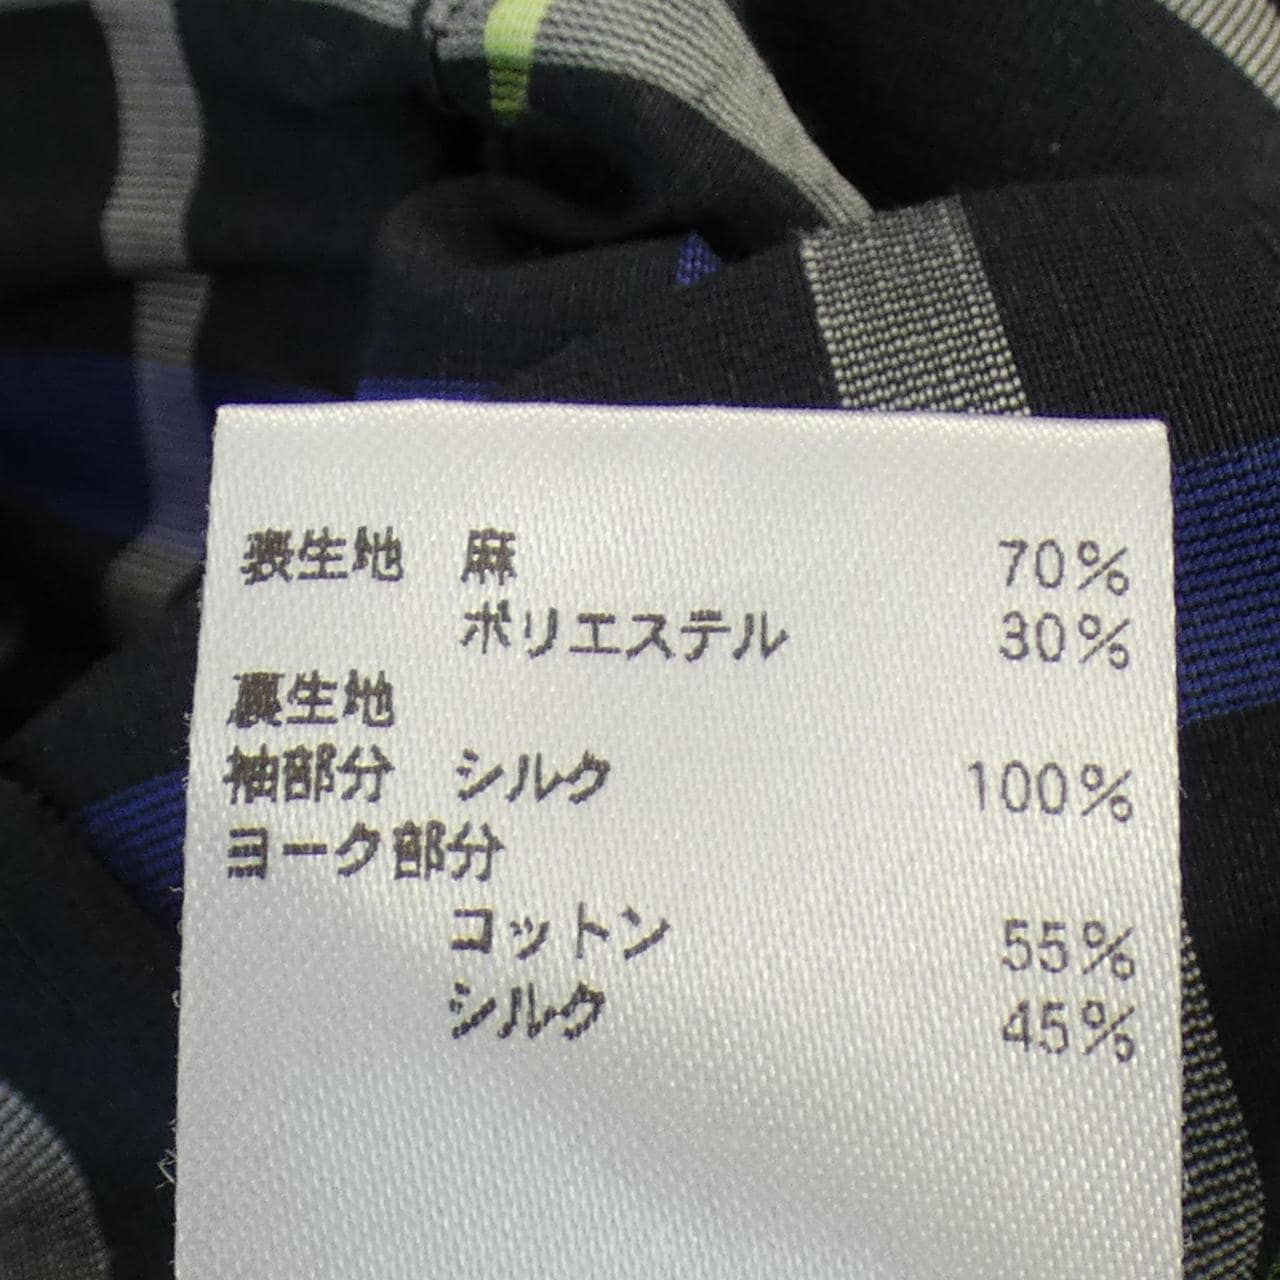 表生地 麻 70%
ポリエステル 30%
裏生地
袖部分 シルク 100%
ヨーク部分
コットン 55%
シルク 45%